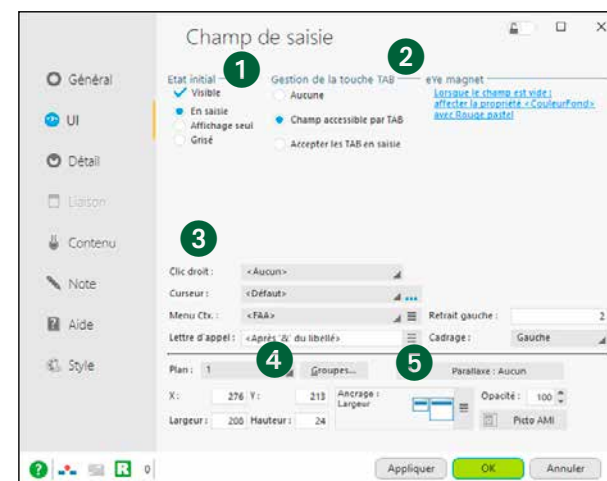 Champ de saisie
1
2
Général
UI
Détail
Liaison
Contenu
Note
Aide
Style
Etat initial
Visible
En saisie
Affichage seul
Grisé
Gestion de la touche TAB
Aucune
Champ accessible par TAB
Accepter les TAB en saisie
eye magnet
Lorsque le champ est vide :
affecter la propriété «CouleurFond»
avec Rouge pastel
3
Clic droit : <Aucun>
Curseur : <Défaut>
Menu Ctx. : <FAA>
Retrait gauche : 2
Lettre d'appel : <Après '&' du libellé>
Cadrage : Gauche
4
5
Plan : 1
Groupes...
Parallaxe : Aucun
X : 276 Y : 213
Ancrage :
Largeur
Opacité : 100
Largeur : 208 Hauteur : 24
Picto AMI
? R 0
Appliquer
OK
Annuler